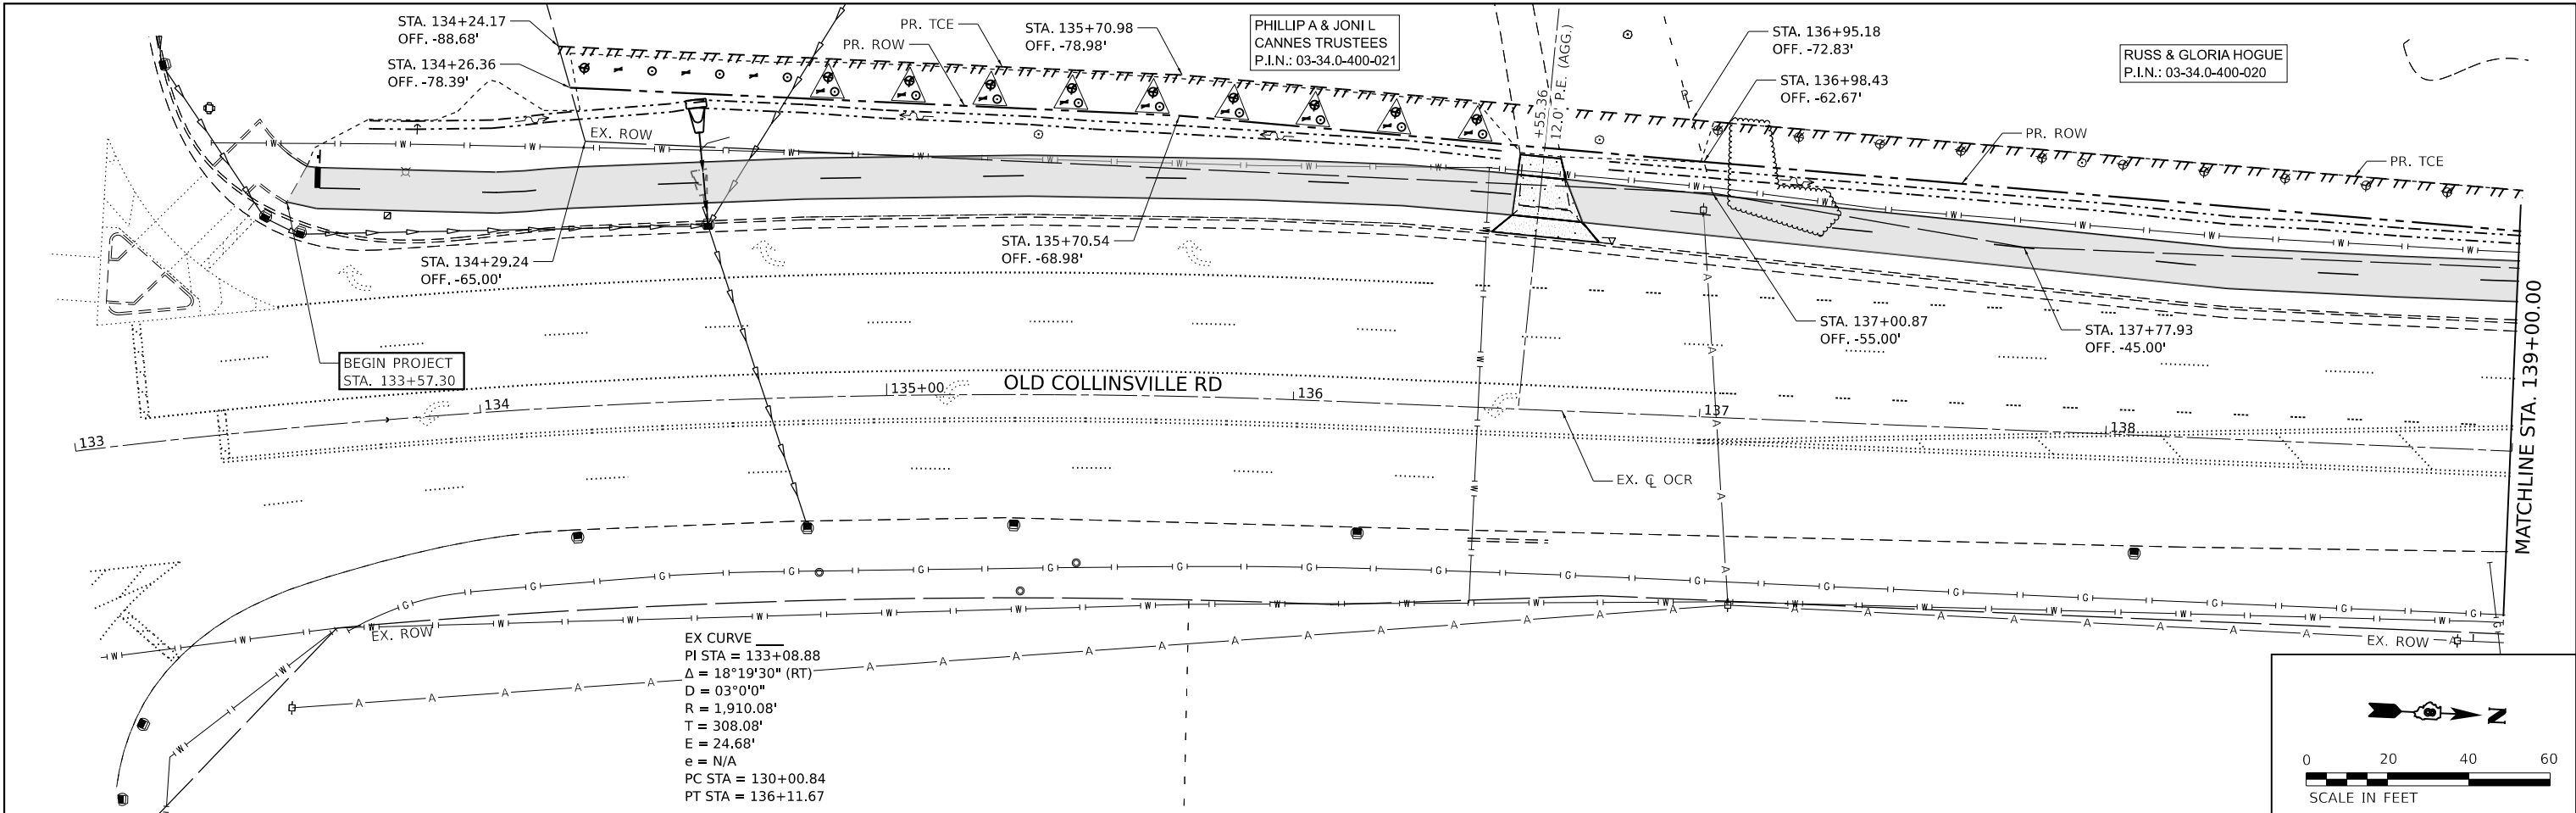 STA. 134+24.17
OFF. -88.68'
STA. 134+26.36
OFF. -78.39'
PR. TCE
PR. ROW
STA. 135+70.98
OFF. -78.98'
PHILLIP A & JONI L
CANNES TRUSTEES
P.I.N.: 03-34.0-400-021
+55.36
12.0' P.E. (AGG.)
STA. 136+95.18
OFF. -72.83'
STA. 136+98.43
OFF. -62.67'
RUSS & GLORIA HOGUE
P.I.N.: 03-34.0-400-020
PR. ROW
PR. TCE
EX. ROW
STA. 134+29.24
OFF. -65.00'
STA. 135+70.54
OFF. -68.98'
STA. 137+00.87
OFF. -55.00'
STA. 137+77.93
OFF. -45.00'
MATCHLINE STA. 139+00.00
BEGIN PROJECT
STA. 133+57.30
133
134
135+00
OLD COLLINSVILLE RD
136
137
138
EX. ℄ OCR
EX. ROW
EX. ROW
EX CURVE ____
PI STA = 133+08.88
Δ = 18°19'30" (RT)
D = 03°0'0"
R = 1,910.08'
T = 308.08'
E = 24.68'
e = N/A
PC STA = 130+00.84
PT STA = 136+11.67
N
0 20 40 60
SCALE IN FEET